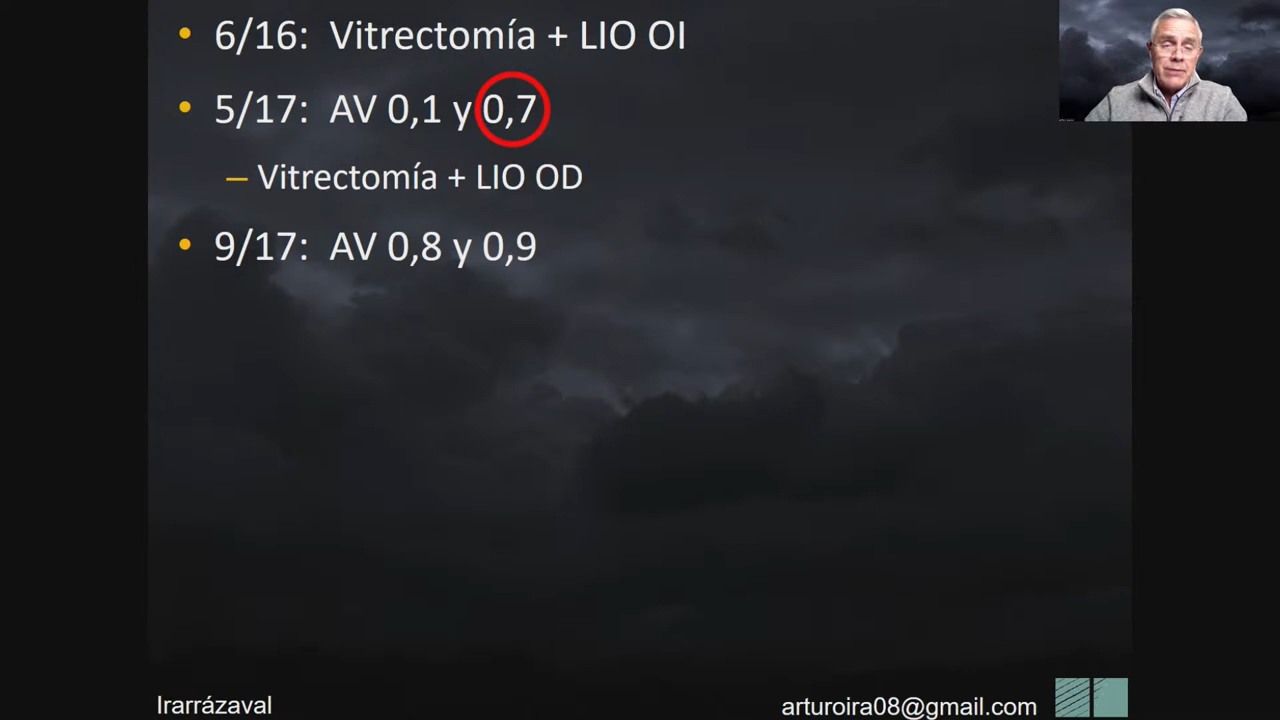 • 6/16: Vitrectomía + LIO OI
• 5/17: AV 0,1 y 0,7
– Vitrectomía + LIO OD
• 9/17: AV 0,8 y 0,9
Irarrázaval
arturoira08@gmail.com